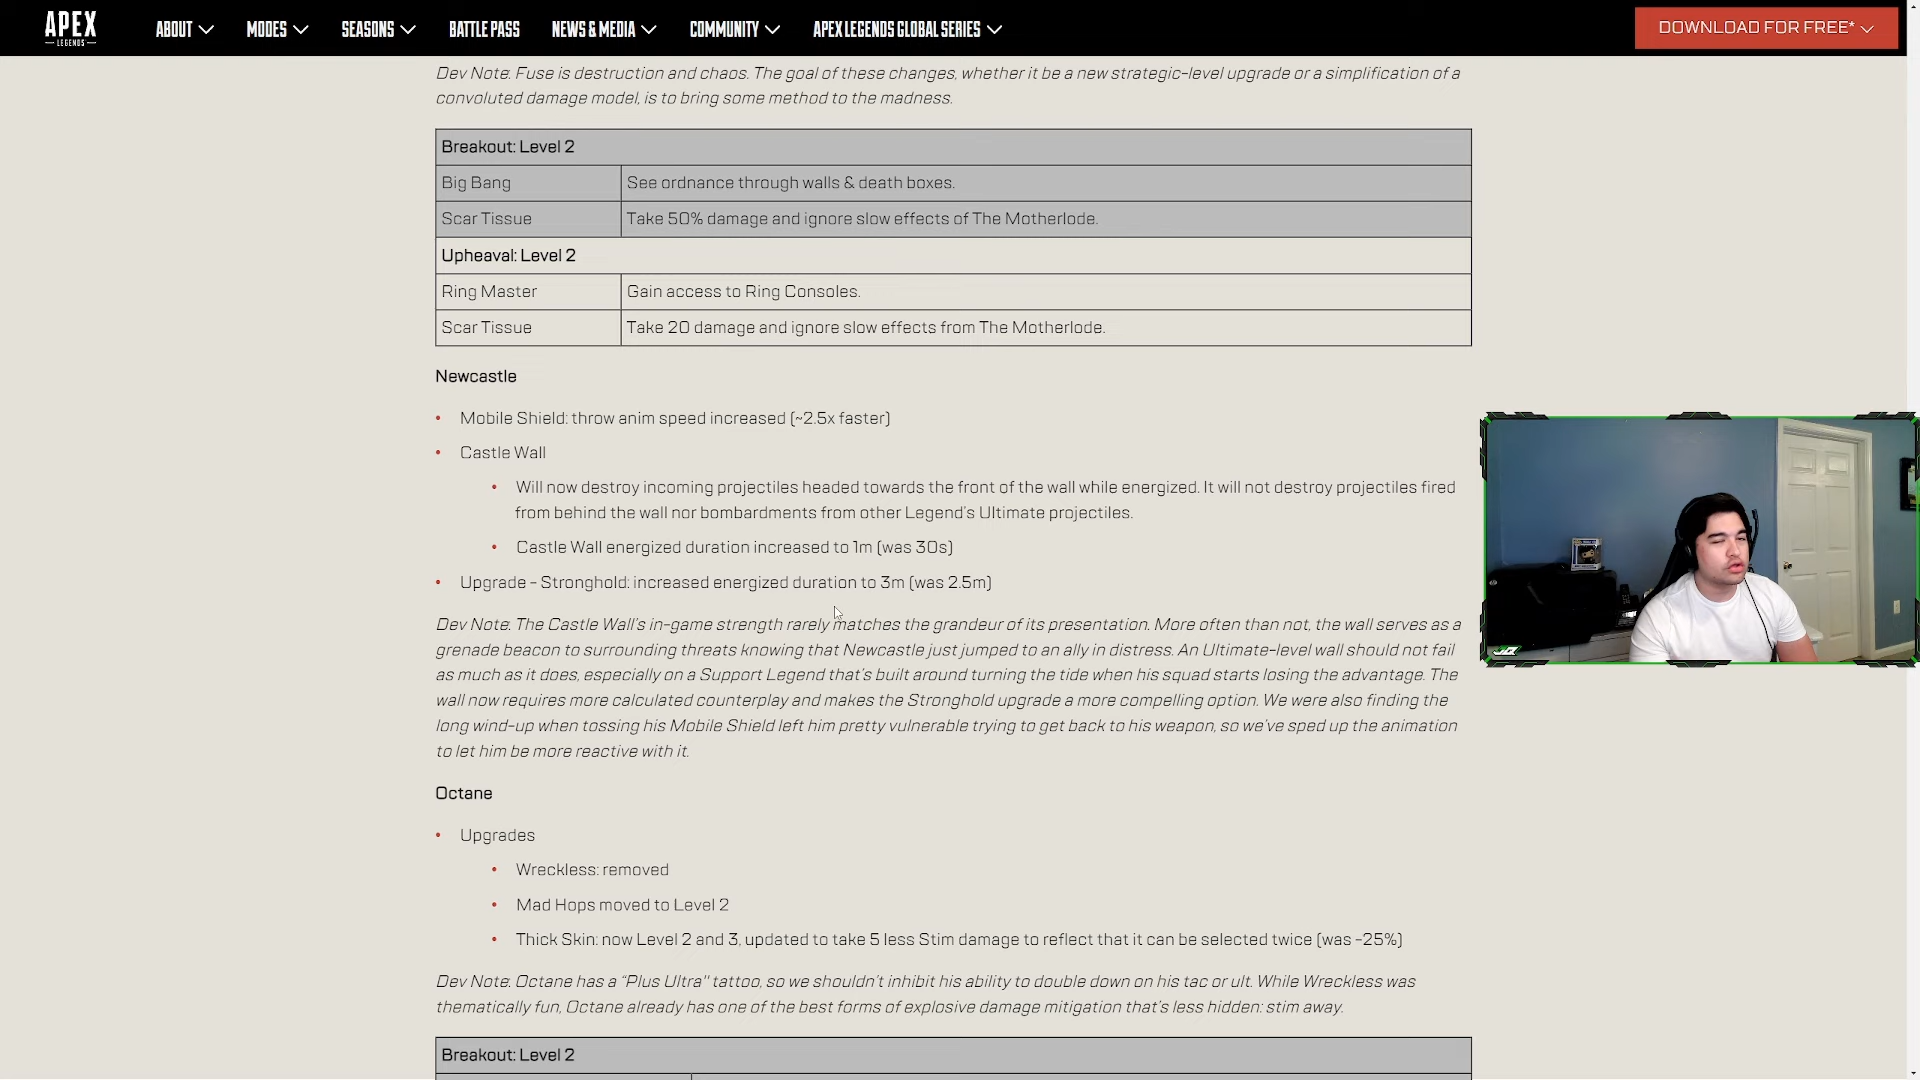 APEX
LEGENDS
ABOUT
MODES
SEASONS
BATTLE PASS
NEWS & MEDIA
COMMUNITY
APEX LEGENDS GLOBAL SERIES
DOWNLOAD FOR FREE*
Dev Note: Fuse is destruction and chaos. The goal of these changes, whether it be a new strategic-level upgrade or a simplification of a
convoluted damage model, is to bring some method to the madness.
Breakout: Level 2
Big Bang See ordnance through walls & death boxes.
Scar Tissue Take 50% damage and ignore slow effects of The Motherlode.
Upheaval: Level 2
Ring Master Gain access to Ring Consoles.
Scar Tissue Take 20 damage and ignore slow effects from The Motherlode.
Newcastle
• Mobile Shield: throw anim speed increased (~2.5x faster)
• Castle Wall
• Will now destroy incoming projectiles headed towards the front of the wall while energized. It will not destroy projectiles fired
from behind the wall nor bombardments from other Legend's Ultimate projectiles.
• Castle Wall energized duration increased to 1m (was 30s)
• Upgrade - Stronghold: increased energized duration to 3m (was 2.5m)
Dev Note: The Castle Wall's in-game strength rarely matches the grandeur of its presentation. More often than not, the wall serves as a
grenade beacon to surrounding threats knowing that Newcastle just jumped to an ally in distress. An Ultimate-level wall should not fail
as much as it does, especially on a Support Legend that's built around turning the tide when his squad starts losing the advantage. The
wall now requires more calculated counterplay and makes the Stronghold upgrade a more compelling option. We were also finding the
long wind-up when tossing his Mobile Shield left him pretty vulnerable trying to get back to his weapon, so we've sped up the animation
to let him be more reactive with it.
Octane
• Upgrades
• Wreckless: removed
• Mad Hops moved to Level 2
• Thick Skin: now Level 2 and 3, updated to take 5 less Stim damage to reflect that it can be selected twice (was -25%)
Dev Note: Octane has a "Plus Ultra" tattoo, so we shouldn't inhibit his ability to double down on his tac or ult. While Wreckless was
thematically fun, Octane already has one of the best forms of explosive damage mitigation that's less hidden: stim away.
Breakout: Level 2